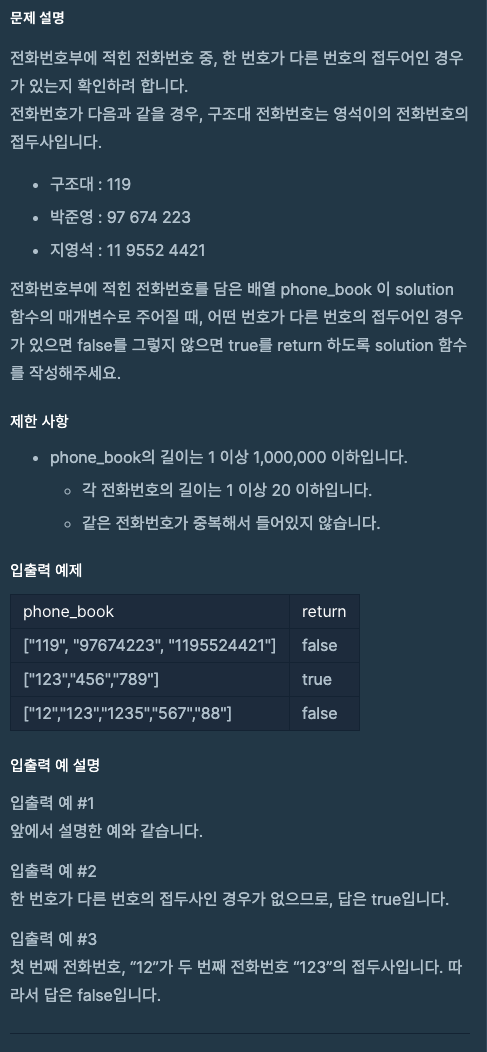 문제 설명
전화번호부에 적힌 전화번호 중, 한 번호가 다른 번호의 접두어인 경우
가 있는지 확인하려 합니다.
전화번호가 다음과 같을 경우, 구조대 전화번호는 영석이의 전화번호의
접두사입니다.
• 구조대 : 119
• 박준영 : 97 674 223
• 지영석 : 11 9552 4421
전화번호부에 적힌 전화번호를 담은 배열 phone_book 이 solution
함수의 매개변수로 주어질 때, 어떤 번호가 다른 번호의 접두어인 경우
가 있으면 false를 그렇지 않으면 true를 return 하도록 solution 함수
를 작성해주세요.
제한 사항
• phone_book의 길이는 1 이상 1,000,000 이하입니다.
◦ 각 전화번호의 길이는 1 이상 20 이하입니다.
◦ 같은 전화번호가 중복해서 들어있지 않습니다.
입출력 예제
phone_book return
["119", "97674223", "1195524421"] false
["123","456","789"] true
["12","123","1235","567","88"] false
입출력 예 설명
입출력 예 #1
앞에서 설명한 예와 같습니다.
입출력 예 #2
한 번호가 다른 번호의 접두사인 경우가 없으므로, 답은 true입니다.
입출력 예 #3
첫 번째 전화번호, “12”가 두 번째 전화번호 “123”의 접두사입니다. 따
라서 답은 false입니다.